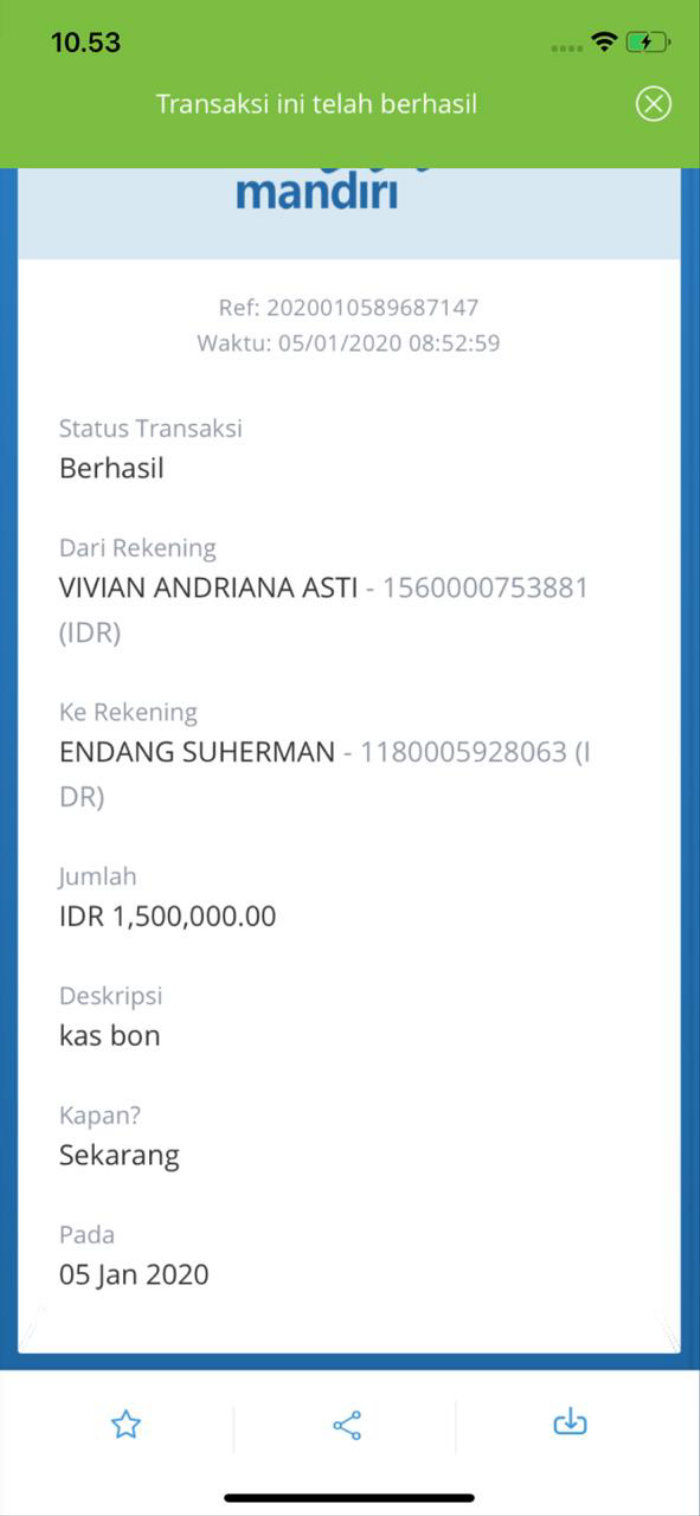 10.53
Transaksi ini telah berhasil
mandiri
Ref: 2020010589687147
Waktu: 05/01/2020 08:52:59
Status Transaksi
Berhasil
Dari Rekening
VIVIAN ANDRIANA ASTI - 1560000753881
(IDR)
Ke Rekening
ENDANG SUHERMAN - 1180005928063 (I
DR)
Jumlah
IDR 1,500,000.00
Deskripsi
kas bon
Kapan?
Sekarang
Pada
05 Jan 2020